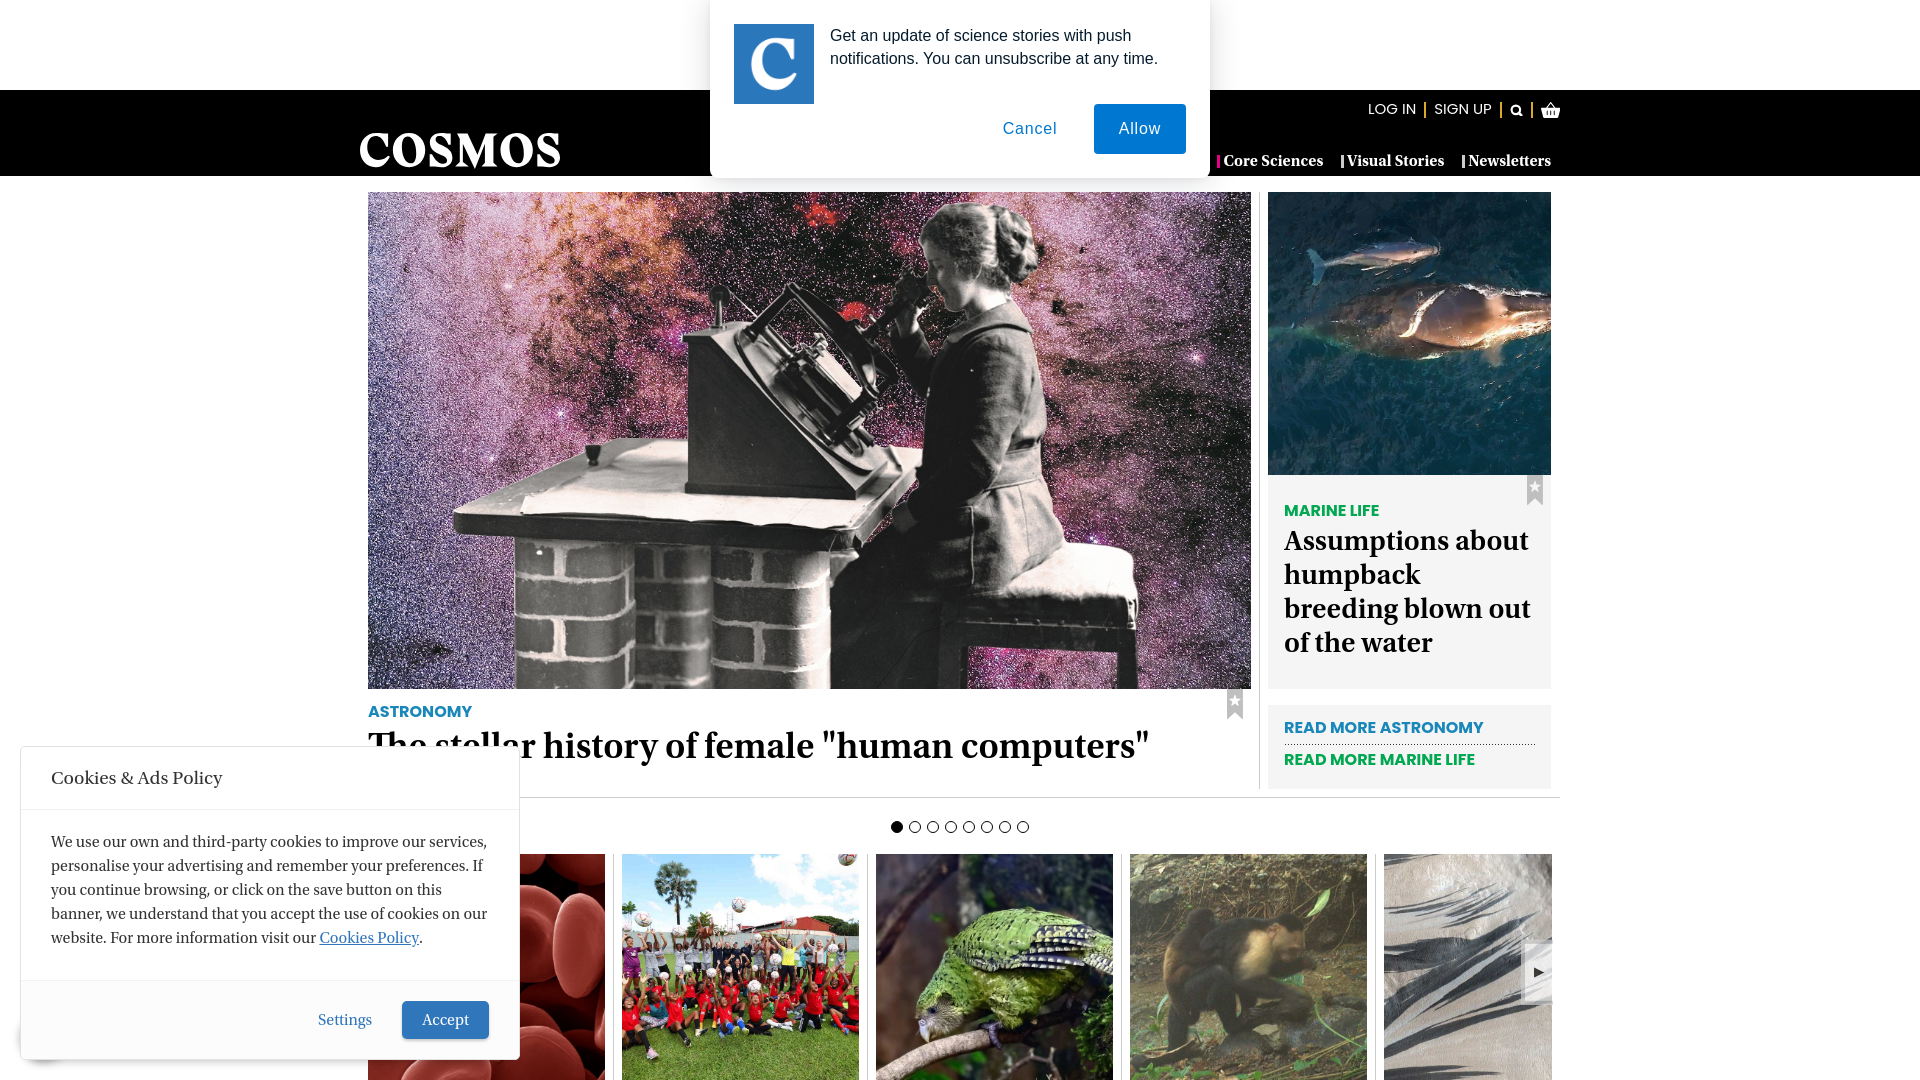 C
Get an update of science stories with push
notifications. You can unsubscribe at any time.
Cancel
Allow
LOG IN
SIGN UP
COSMOS
Core Sciences
Visual Stories
Newsletters
MARINE LIFE
Assumptions about
humpback
breeding blown out
of the water
ASTRONOMY
The stellar history of female "human computers"
READ MORE ASTRONOMY
READ MORE MARINE LIFE
Cookies & Ads Policy
We use our own and third-party cookies to improve our services,
personalise your advertising and remember your preferences. If
you continue browsing, or click on the save button on this
banner, we understand that you accept the use of cookies on our
website. For more information visit our Cookies Policy.
Settings
Accept